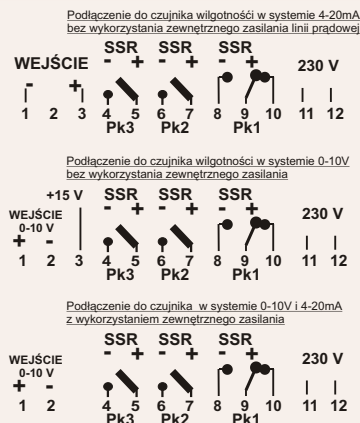 Podłączenie do czujnika wilgotnośći w systemie 4-20mA
bez wykorzystania zewnętrznego zasilania linii prądowej
SSR SSR SSR
WEJŚCIE - + - + - + 230 V
- +
1 2 3 4 5 6 7 8 9 10 11 12
Pk3 Pk2 Pk1
Podłączenie do czujnika wilgotności w systemie 0-10V
bez wykorzystania zewnętrznego zasilania
+15 V SSR SSR SSR
WEJŚCIE - + - + - + 230 V
0-10 V
+ -
1 2 3 4 5 6 7 8 9 10 11 12
Pk3 Pk2 Pk1
Podłączenie do czujnika w systemie 0-10V i 4-20mA
z wykorzystaniem zewnętrznego zasilania
SSR SSR SSR
WEJŚCIE - + - + - + 230 V
0-10 V
+ -
1 2 4 5 6 7 8 9 10 11 12
Pk3 Pk2 Pk1